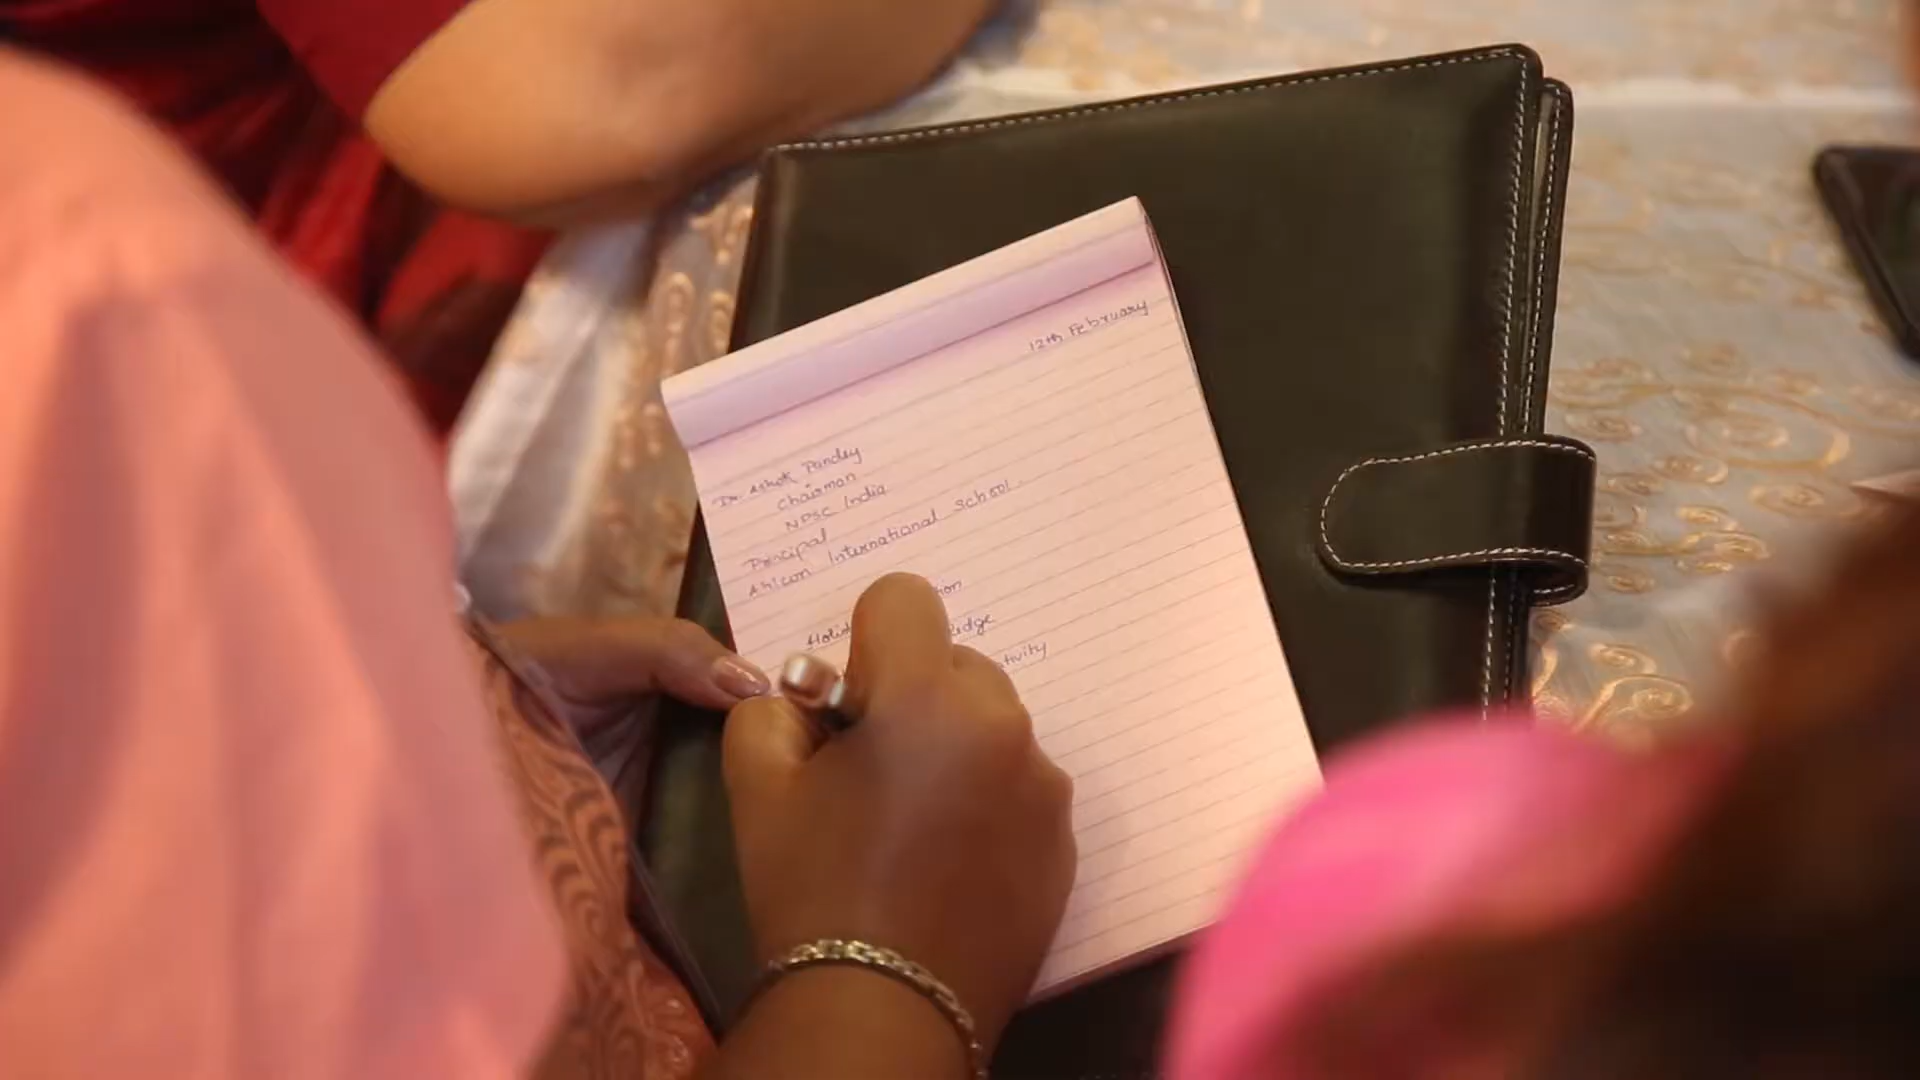 12th February
Dr. Ashok Pandey
Chairman
NPSC India
Principal
Ahlcon International School.